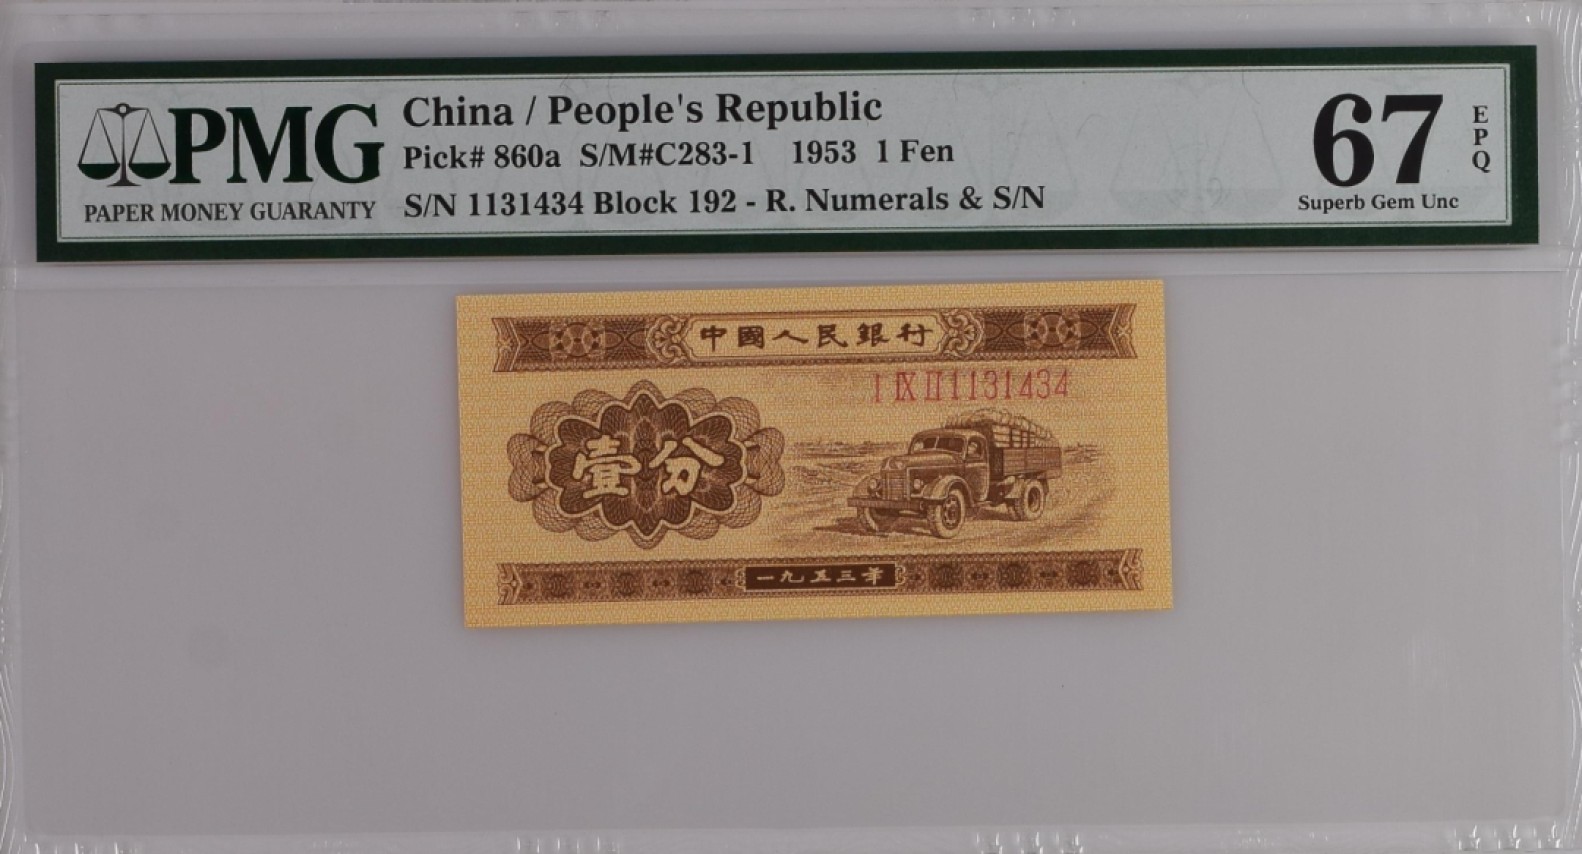 PMG
PAPER MONEY GUARANTY
China / People's Republic
Pick# 860a S/M#C283-1 1953 1 Fen
S/N 1131434 Block 192 - R. Numerals & S/N
67
EPQ
Superb Gem Unc
中國人民銀行
I IX II 1131434
壹分
一九五三年